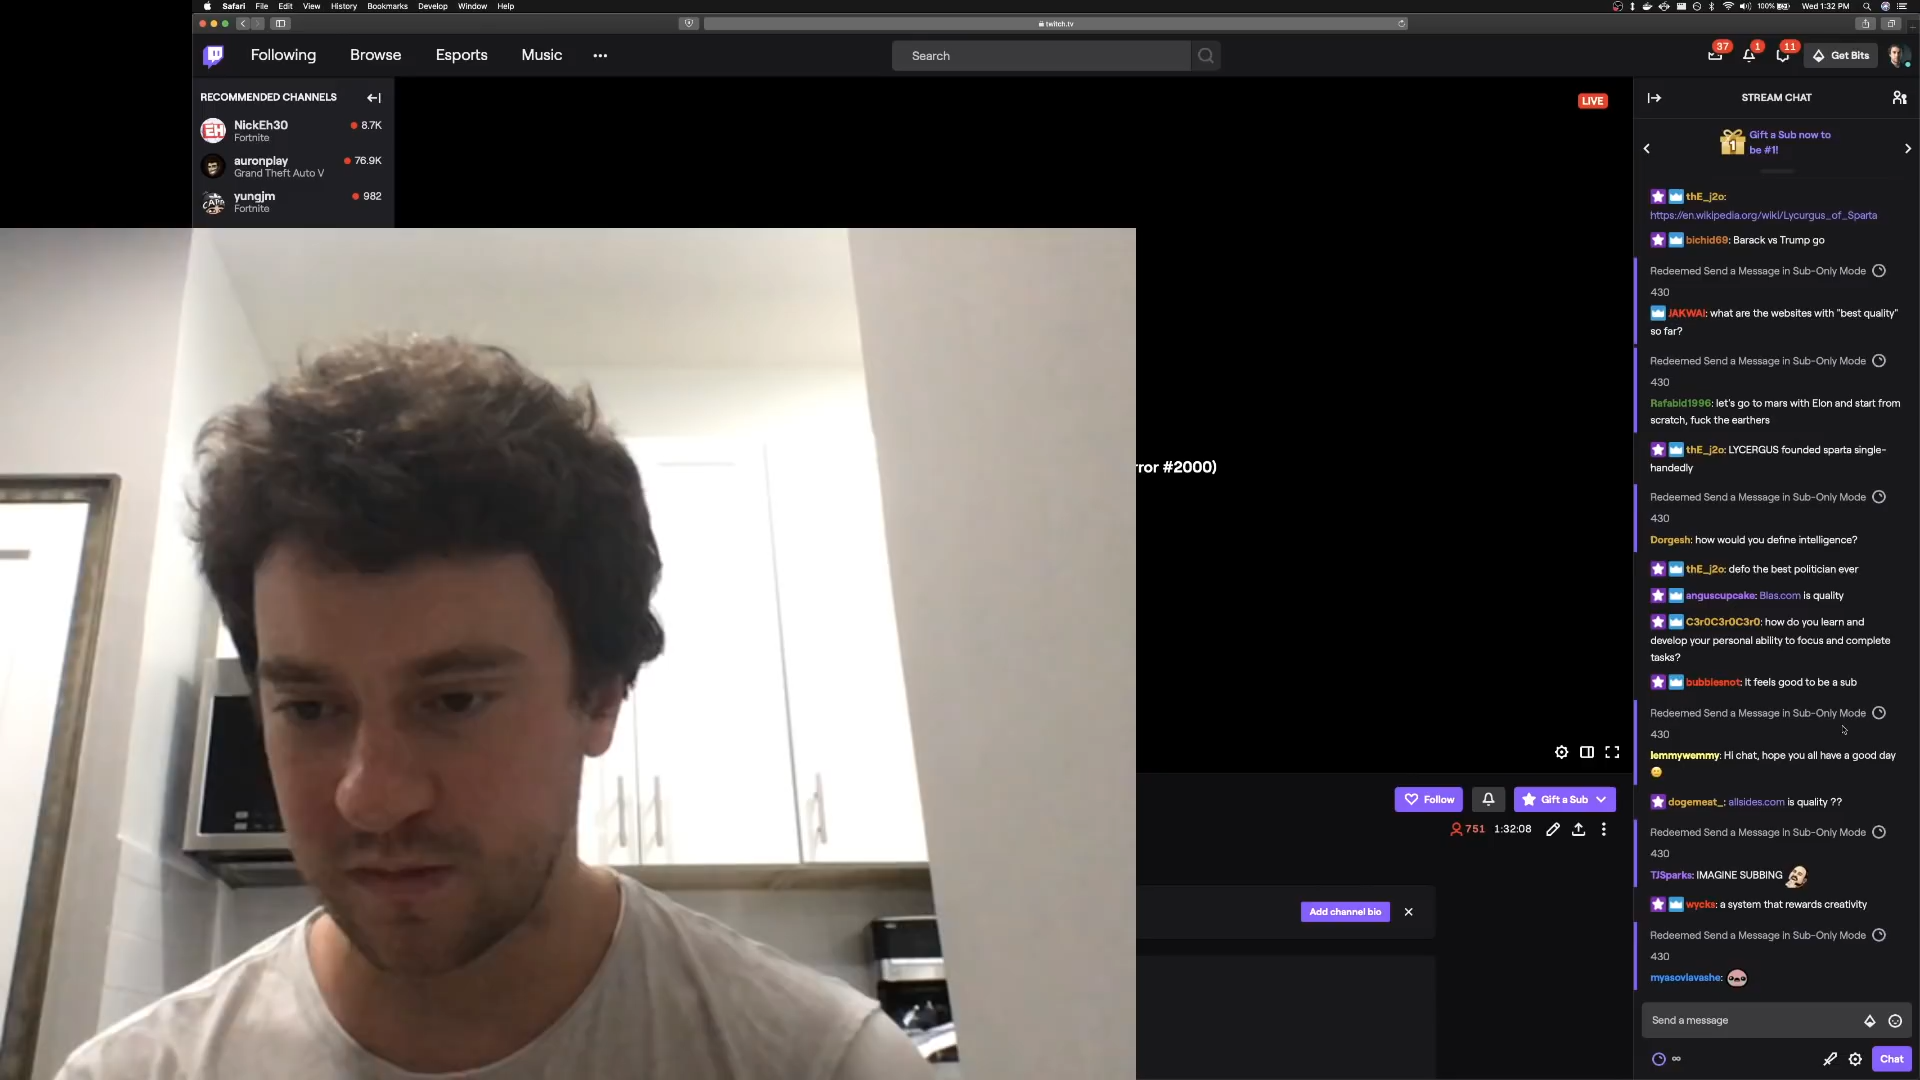 Safari File Edit View History Bookmarks Develop Window Help
100% Wed 1:32 PM
twitch.tv
Following Browse Esports Music
Search
37 1 11 Get Bits
RECOMMENDED CHANNELS
NickEh30 8.7K
Fortnite
auronplay 76.9K
Grand Theft Auto V
yungjm 982
Fortnite
LIVE
rror #2000)
Follow Gift a Sub
751 1:32:08
Add channel bio
STREAM CHAT
1
Gift a Sub now to
be #1!
thE_j2o:
https://en.wikipedia.org/wiki/Lycurgus_of_Sparta
bichid69: Barack vs Trump go
Redeemed Send a Message in Sub-Only Mode
430
JAKWAI: what are the websites with "best quality"
so far?
Redeemed Send a Message in Sub-Only Mode
430
Rafabid1996: let's go to mars with Elon and start from
scratch, fuck the earthers
thE_j2o: LYCERGUS founded sparta single-
handedly
Redeemed Send a Message in Sub-Only Mode
430
Dorgesh: how would you define intelligence?
thE_j2o: defo the best politician ever
anguscupcake: Blas.com is quality
C3r0C3r0C3r0: how do you learn and
develop your personal ability to focus and complete
tasks?
bubblesnot: It feels good to be a sub
Redeemed Send a Message in Sub-Only Mode
430
lemmywemmy: Hi chat, hope you all have a good day
dogemeat_: allsides.com is quality ??
Redeemed Send a Message in Sub-Only Mode
430
TJSparks: IMAGINE SUBBING
wycks: a system that rewards creativity
Redeemed Send a Message in Sub-Only Mode
430
myasovlavashe:
Send a message
Chat